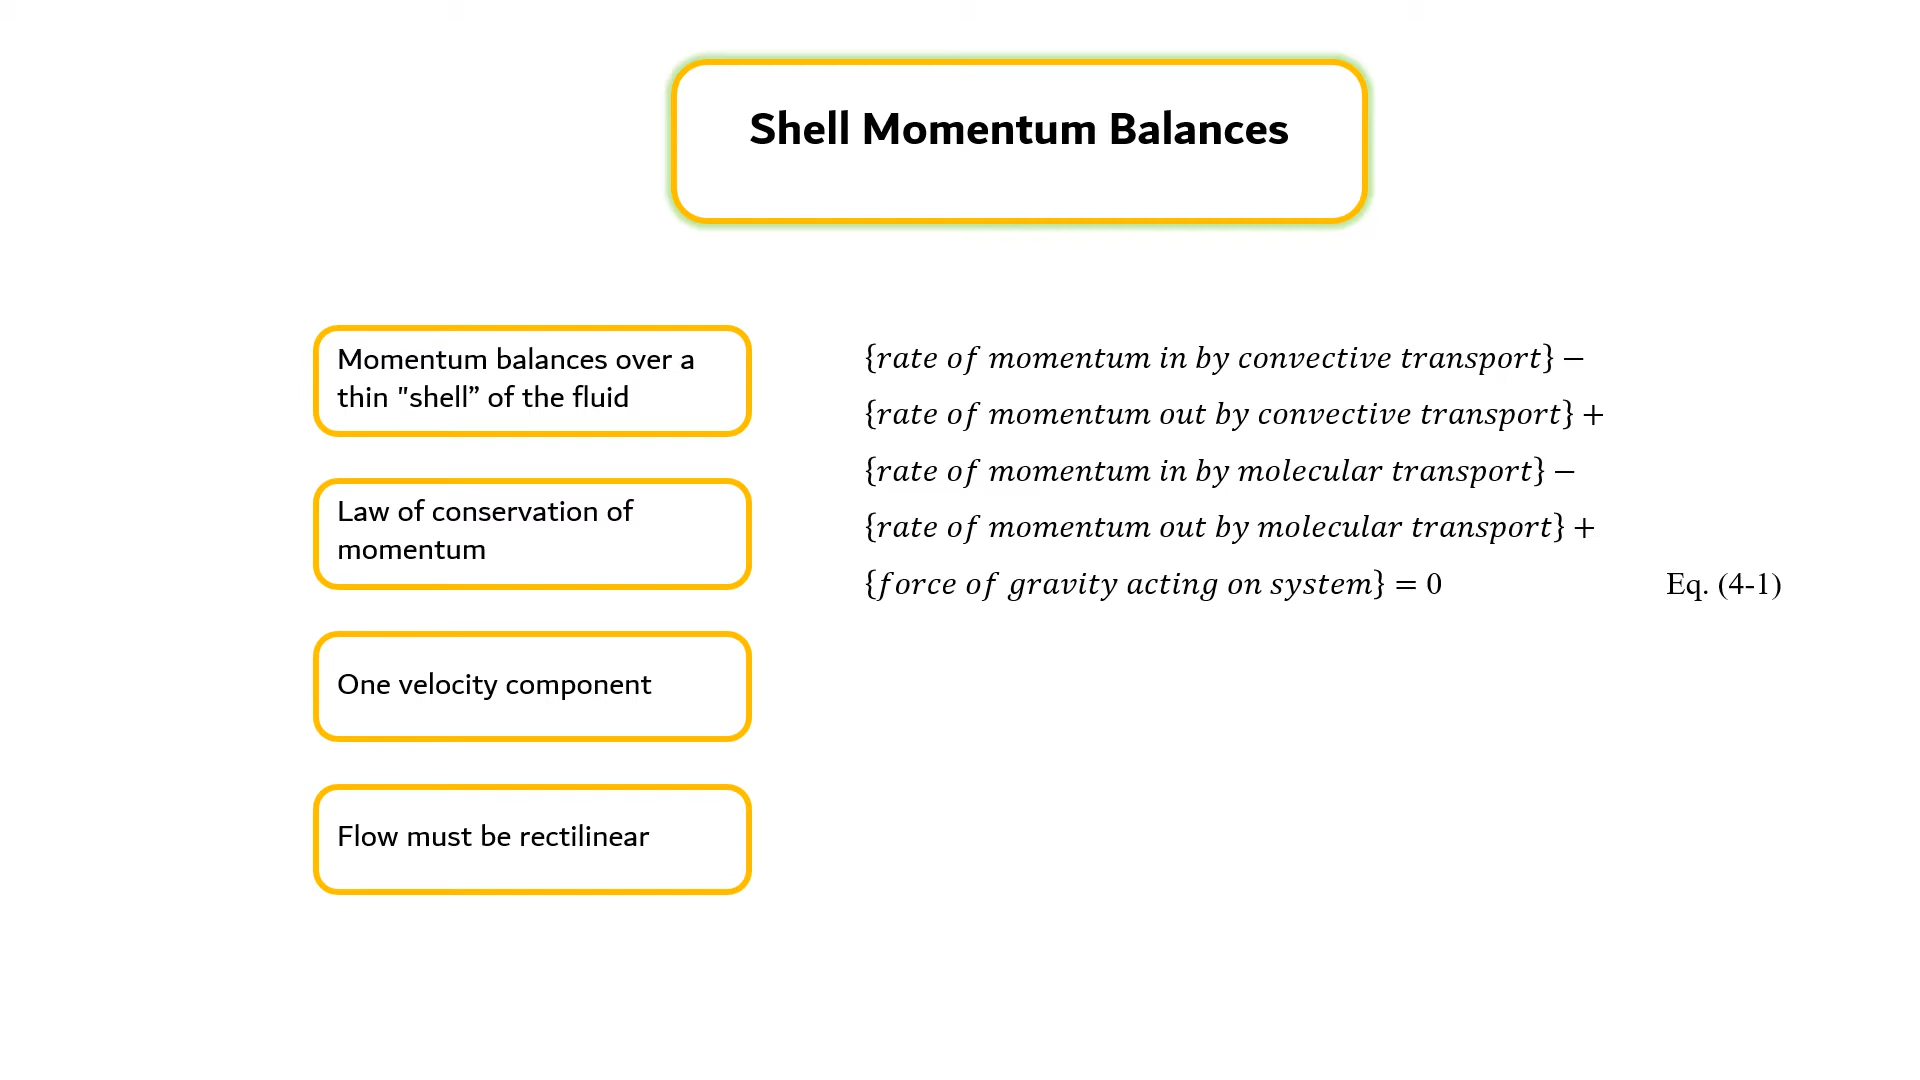 Shell Momentum Balances
Momentum balances over a
thin "shell” of the fluid
Law of conservation of
momentum
One velocity component
Flow must be rectilinear
{rate of momentum in by convective transport} −
{rate of momentum out by convective transport} +
{rate of momentum in by molecular transport} −
{rate of momentum out by molecular transport} +
{force of gravity acting on system} = 0 Eq. (4-1)